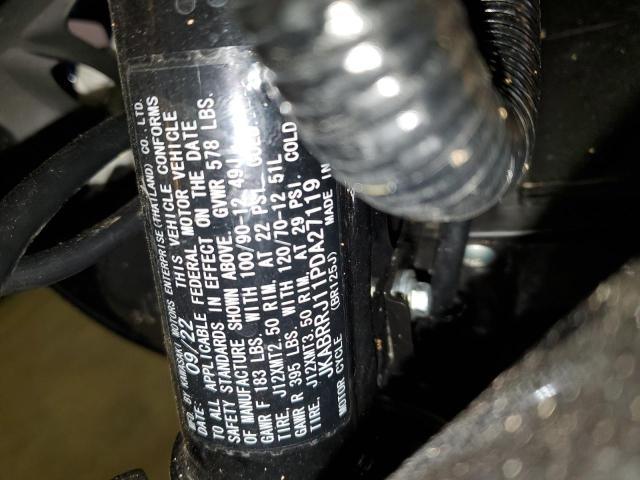 MFG. BY KAWASAKI MOTORS ENTERPRISE (THAILAND) CO., LTD.
DATE: 09/22 THIS VEHICLE CONFORMS
TO ALL APPLICABLE FEDERAL MOTOR VEHICLE
SAFETY STANDARDS IN EFFECT ON THE DATE
OF MANUFACTURE SHOWN ABOVE. GVWR 578 LBS.
GAWR F 183 LBS. WITH 100/90-12 49J
TIRE, J12XMT2.50 RIM, AT 22 PSI. COLD
GAWR R 395 LBS. WITH 120/70-12 51L
TIRE, J12XMT3.50 RIM, AT 29 PSI. COLD
JKABRRJ11PDA27119
MOTOR CYCLE (BR125J) MADE IN